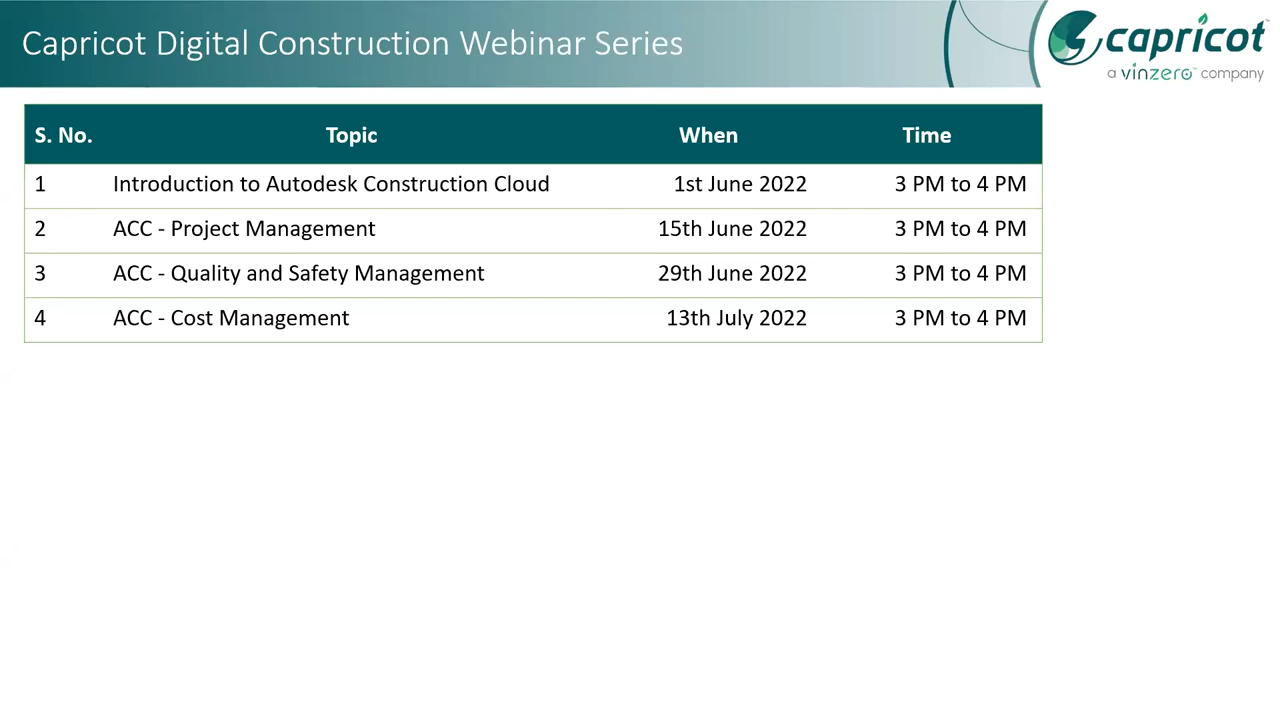 Capricot Digital Construction Webinar Series
capricot™
a vinzero™ company
S. No. Topic When Time
1 Introduction to Autodesk Construction Cloud 1st June 2022 3 PM to 4 PM
2 ACC - Project Management 15th June 2022 3 PM to 4 PM
3 ACC - Quality and Safety Management 29th June 2022 3 PM to 4 PM
4 ACC - Cost Management 13th July 2022 3 PM to 4 PM